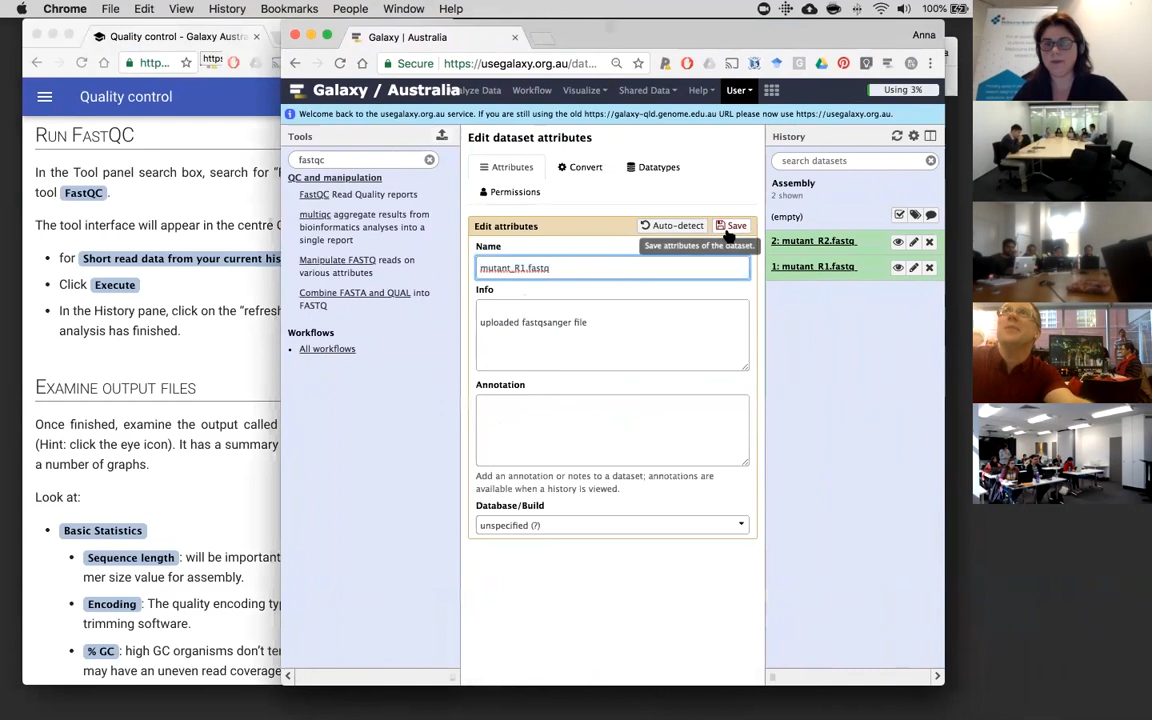 Chrome File Edit View History Bookmarks People Window Help 100%
Quality control - Galaxy Austra
http...
https
Quality control
RUN FASTQC
In the Tool panel search box, search for "
tool FastQC
The tool interface will appear in the centre
for Short read data from your current his
Click Execute
In the History pane, click on the "refresh
analysis has finished.
EXAMINE OUTPUT FILES
Once finished, examine the output called
(Hint: click the eye icon). It has a summary
a number of graphs.
Look at:
Basic Statistics
Sequence length: will be important
mer size value for assembly.
Encoding: The quality encoding typ
trimming software.
% GC: high GC organisms don't ten
may have an uneven read coverage
Galaxy | Australia
Anna
Secure https://usegalaxy.org.au/dat...
Galaxy / Australia alyze Data Workflow Visualize Shared Data Help User Using 3%
Welcome back to the usegalaxy.org.au service. If you are still using the old https://galaxy-qld.genome.edu.au URL please now use https://usegalaxy.org.au.
Tools
fastqc
QC and manipulation
FastQC Read Quality reports
multiqc aggregate results from
bioinformatics analyses into a
single report
Manipulate FASTQ reads on
various attributes
Combine FASTA and QUAL into
FASTQ
Workflows
All workflows
Edit dataset attributes
Attributes Convert Datatypes
Permissions
Edit attributes Auto-detect Save
Save attributes of the dataset.
Name
mutant_R1.fastq
Info
uploaded fastqsanger file
Annotation
Add an annotation or notes to a dataset; annotations are
available when a history is viewed.
Database/Build
unspecified (?)
History
search datasets
Assembly
2 shown
(empty)
2: mutant_R2.fastq
1: mutant_R1.fastq